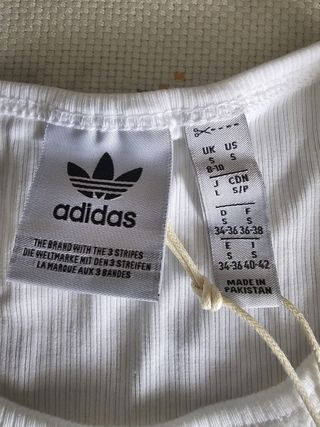 adidas
THE BRAND WITH THE 3 STRIPES
DIE WELTMARKE MIT DEN 3 STREIFEN
LA MARQUE AUX 3 BANDES
UK US
S S
8-10
J CDN
L S/P
D F
S S
34-36 36-38
E I
S S
34-36 40-42
MADE IN
PAKISTAN